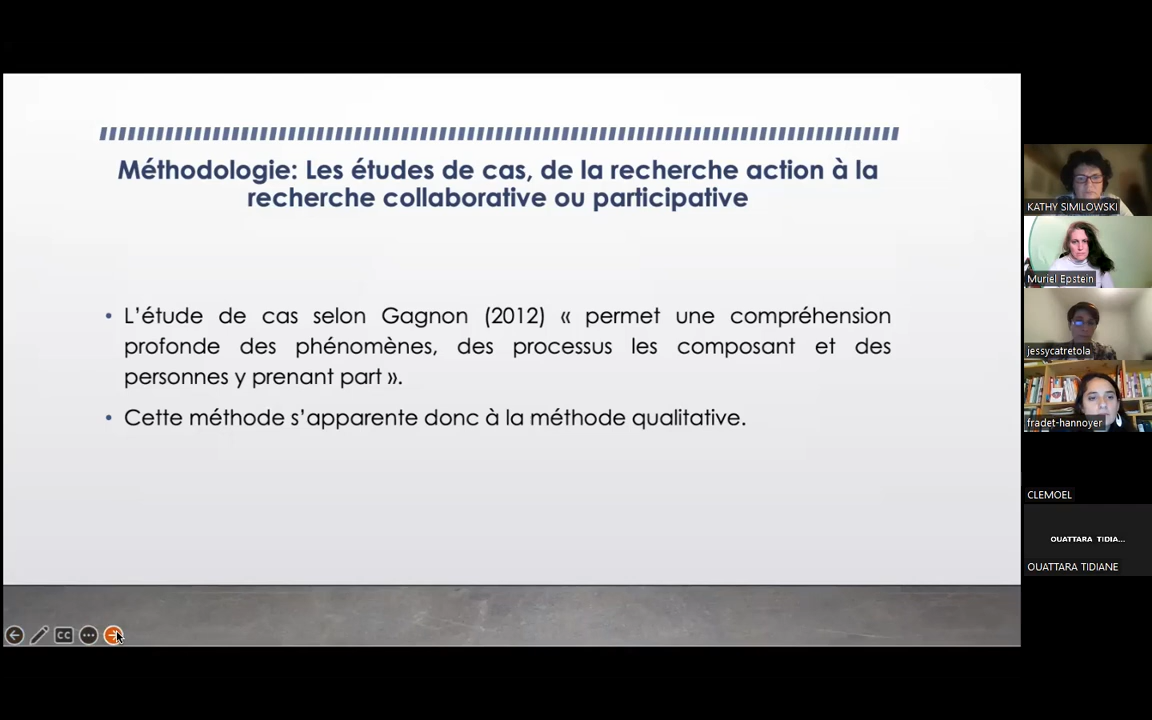 Méthodologie: Les études de cas, de la recherche action à la
recherche collaborative ou participative
• L’étude de cas selon Gagnon (2012) « permet une compréhension
profonde des phénomènes, des processus les composant et des
personnes y prenant part ».
• Cette méthode s’apparente donc à la méthode qualitative.
CC
KATHY SIMILOWSKI
Muriel Epstein
jessycatretola
fradet-hannoyer
CLEMOEL
OUATTARA TIDIA...
OUATTARA TIDIANE